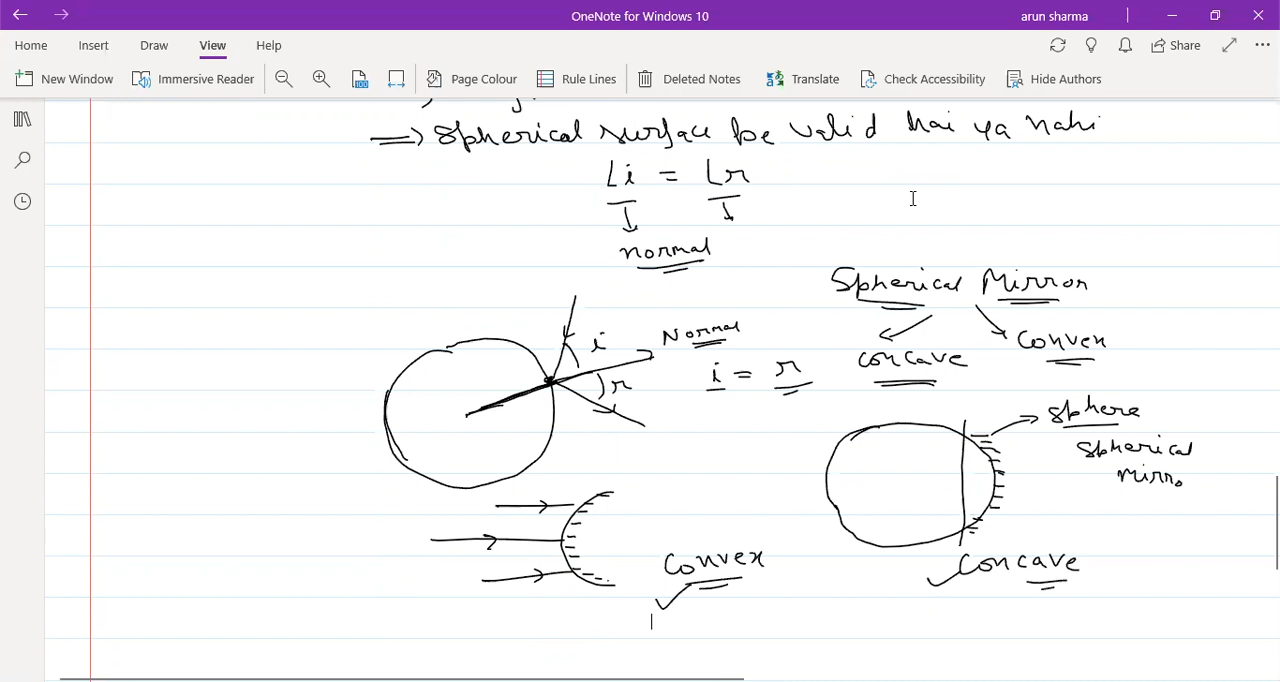 OneNote for Windows 10
arun sharma
Home Insert Draw View Help
Share
New Window Immersive Reader Page Colour Rule Lines Deleted Notes Translate Check Accessibility Hide Authors
=> Spherical surface be valid hai ya nahi
∠i = ∠r
normal
Spherical Mirror
concave
convex
Normal
i
r
i = r
Sphere
Spherical
Mirro
Convex
Concave